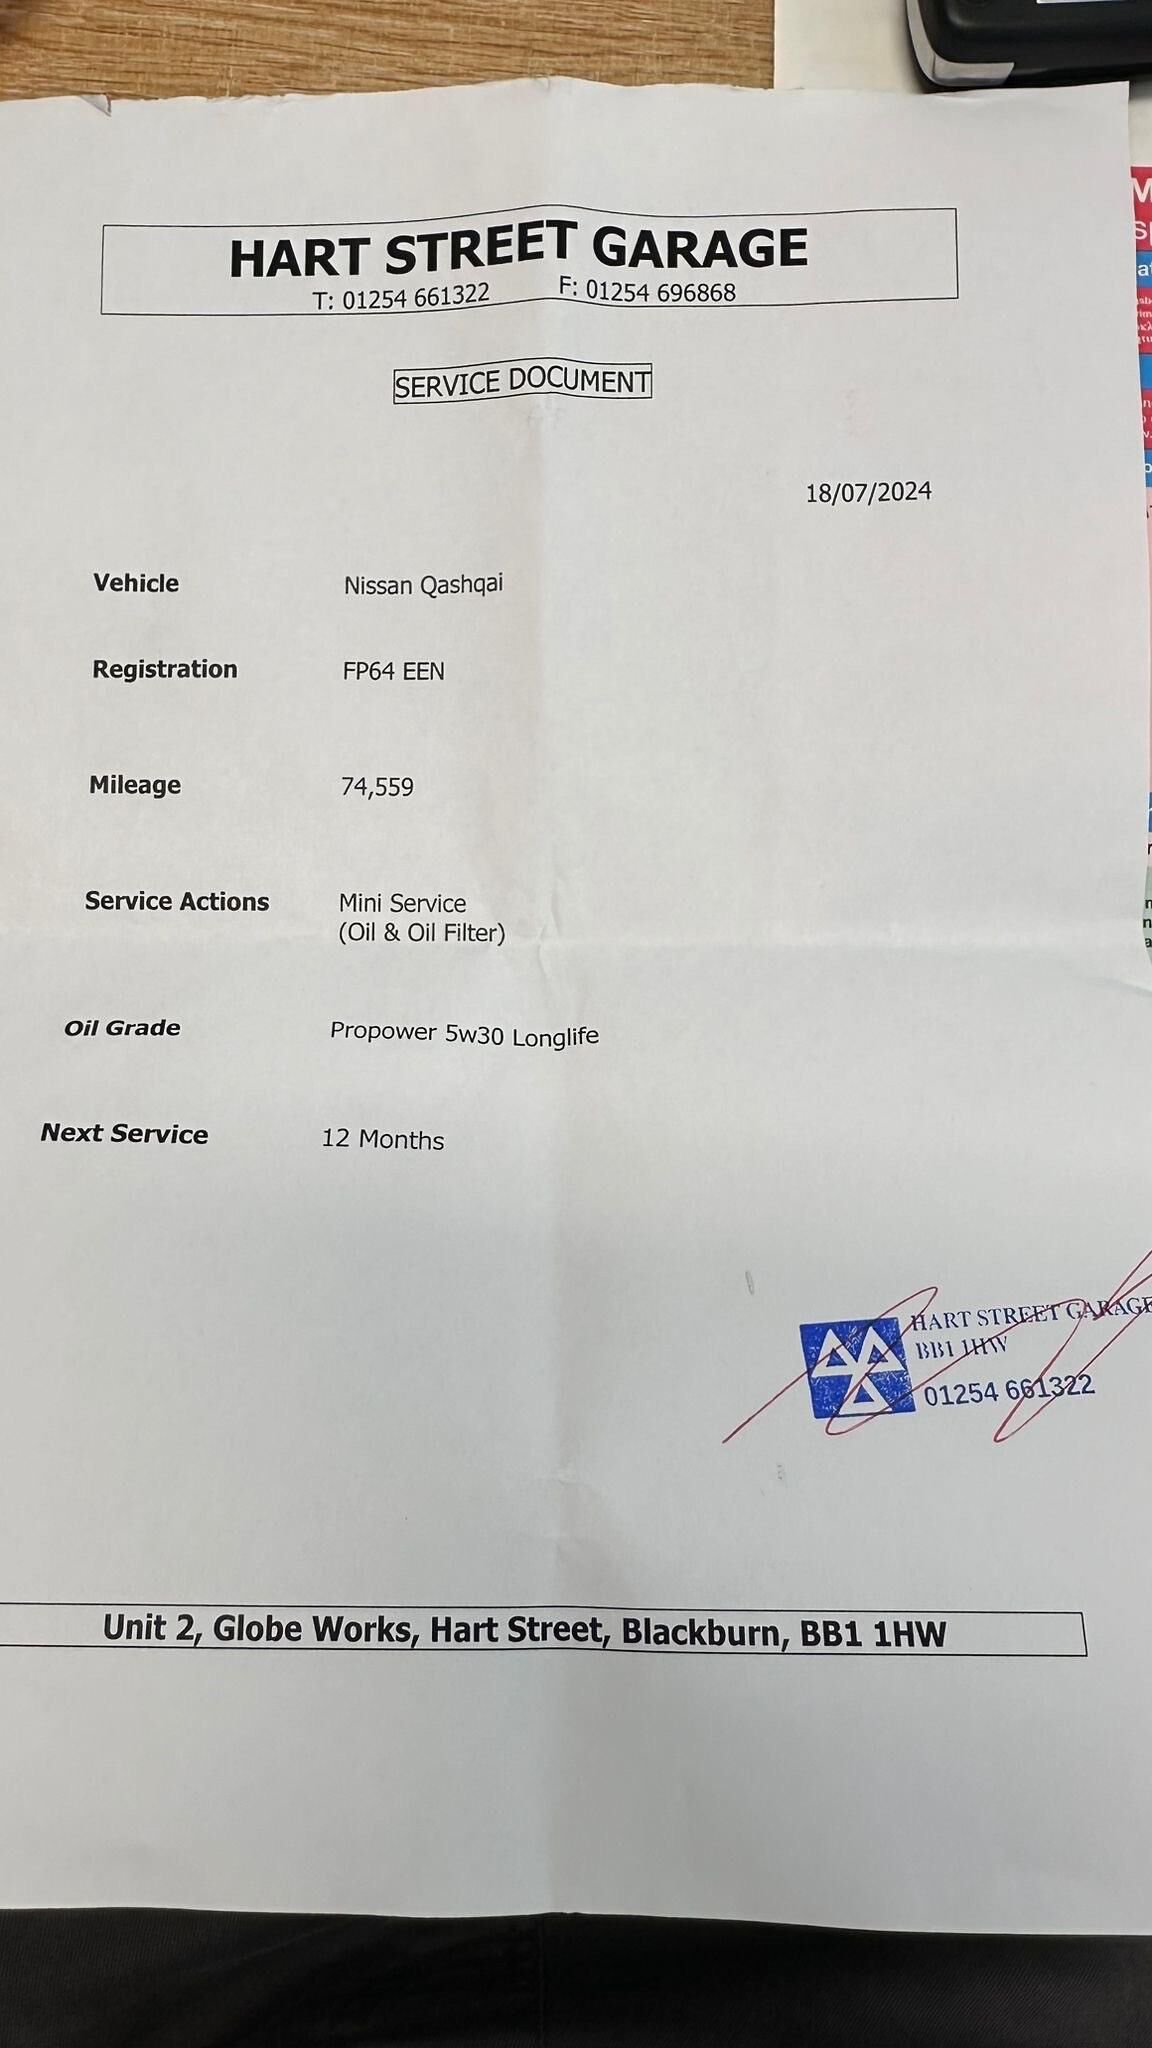 HART STREET GARAGE
T: 01254 661322 F: 01254 696868
SERVICE DOCUMENT
18/07/2024
Vehicle Nissan Qashqai
Registration FP64 EEN
Mileage 74,559
Service Actions Mini Service
(Oil & Oil Filter)
Oil Grade Propower 5w30 Longlife
Next Service 12 Months
HART STREET GARAGE
BB1 1HW
01254 661322
Unit 2, Globe Works, Hart Street, Blackburn, BB1 1HW